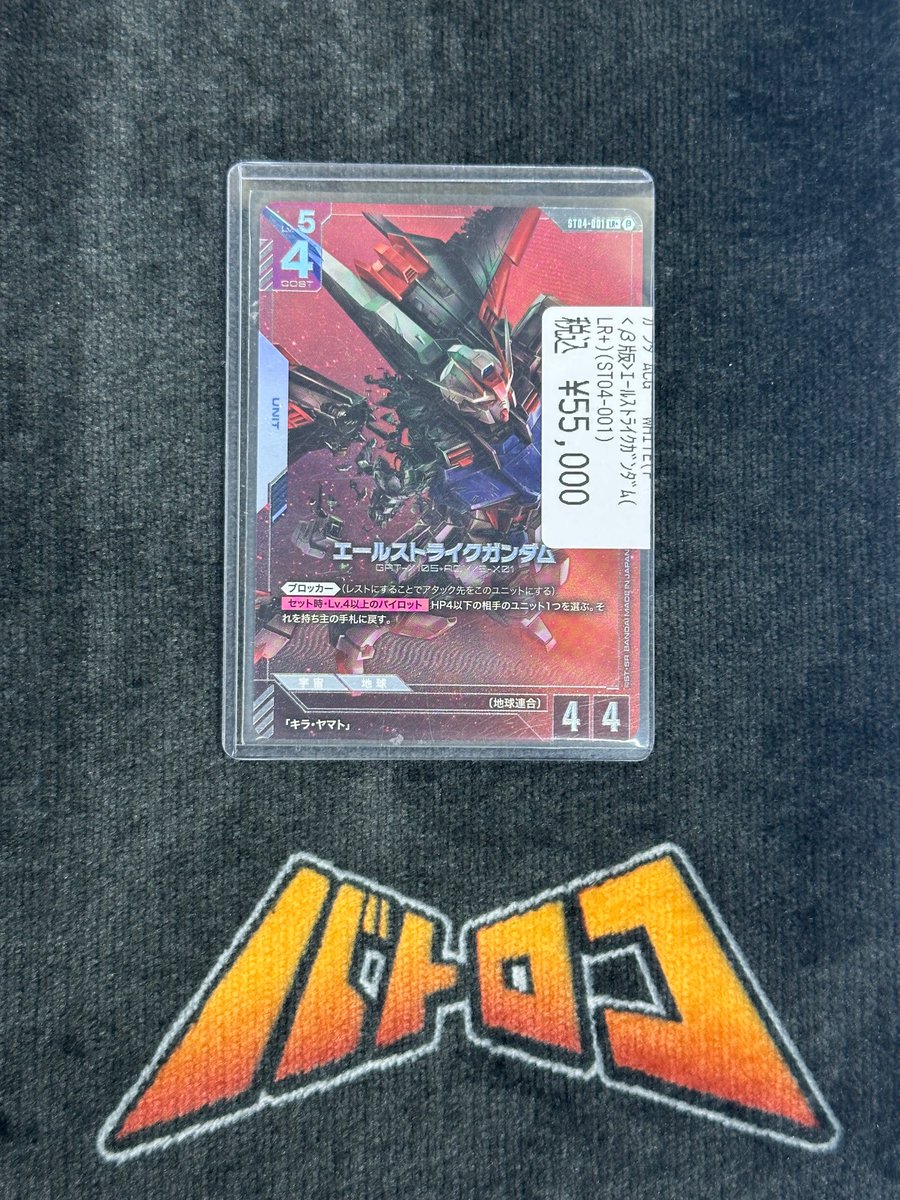 Lv. 5
4
COST
ST04-001 LR+ β
UNIT
<β版>エールストライクガンダム(
LR+)(ST04-001)
税込 ¥55,000
エールストライクガンダム
ブロッカー (レストにすることでアタック先をこのユニットにする)
セット時・Lv.4以上のパイロット HP4以下の相手のユニット1つを選ぶ。そ
れを持ち主の手札に戻す。
宇宙 地球
〔地球連合〕
4 4
「キラ・ヤマト」
バトロコ